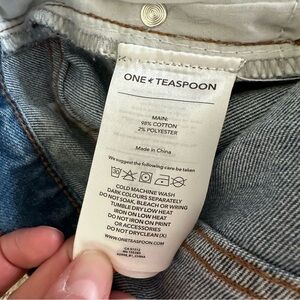 ONE ★ TEASPOON
MAIN:
98% COTTON
2% POLYESTER
Made in China
We suggest the following care be taken
COLD MACHINE WASH
DARK COLOURS SEPARATELY
DO NOT SOAK, BLEACH OR WRING
TUMBLE DRY LOW HEAT
IRON ON LOW HEAT
DO NOT IRON PRINT
OR ABRASIONS
DO NOT DRYCLEAN (X)
WWW.ONETEASPOON.COM